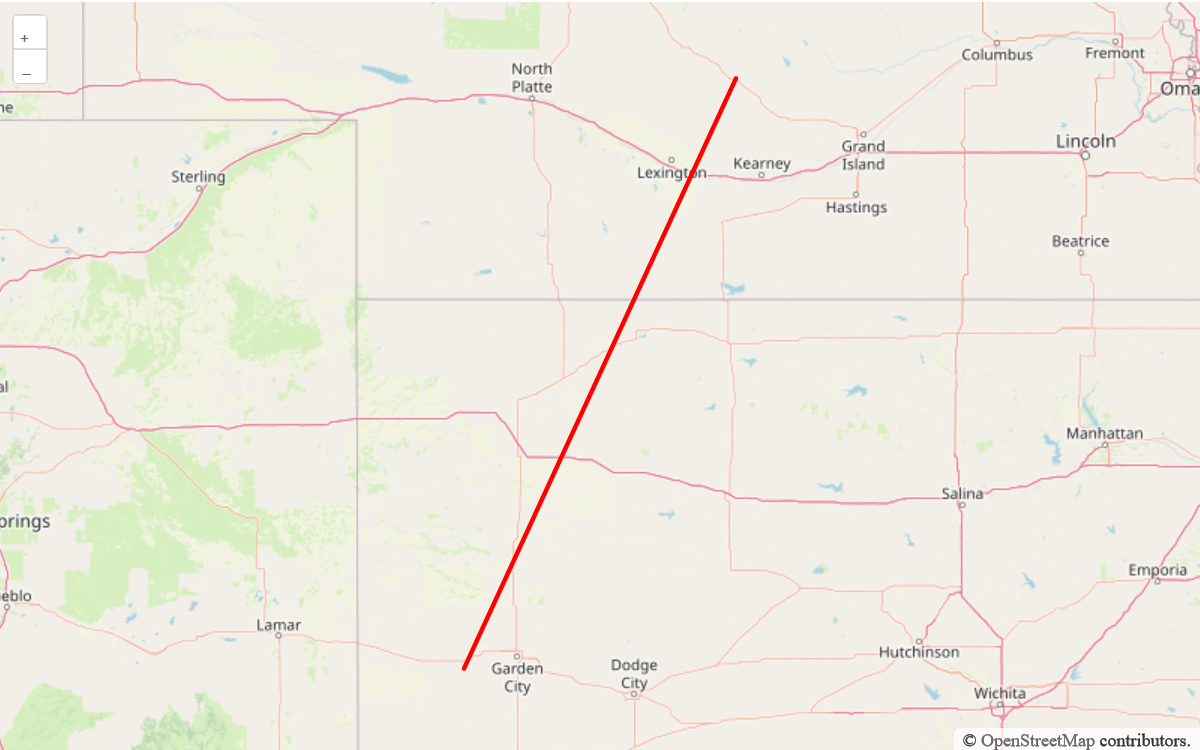 +
–
Columbus
Fremont
North
Platte
Oma
ne
Grand
Island
Lincoln
Kearney
Lexington
Sterling
Hastings
Beatrice
al
Manhattan
Salina
prings
Emporia
eblo
Lamar
Hutchinson
Garden
City
Dodge
City
Wichita
© OpenStreetMap contributors.